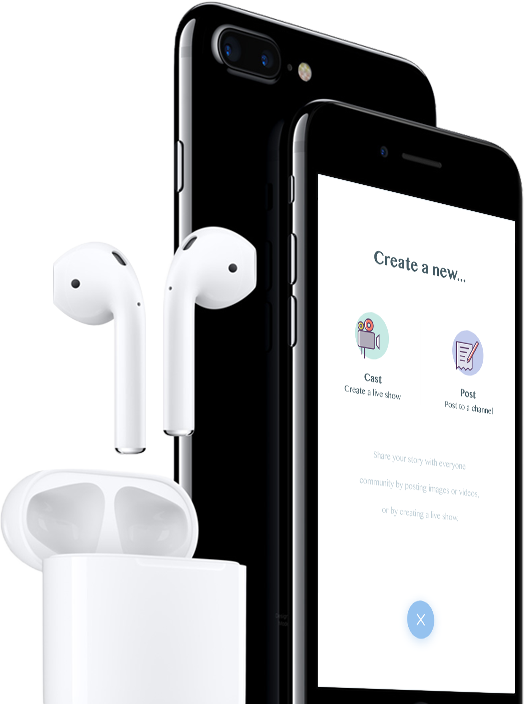 Create a new...
Cast
Create a live show
Post
Post to a channel
Share your story with everyone
community by posting images or videos,
or by creating a live show.
X